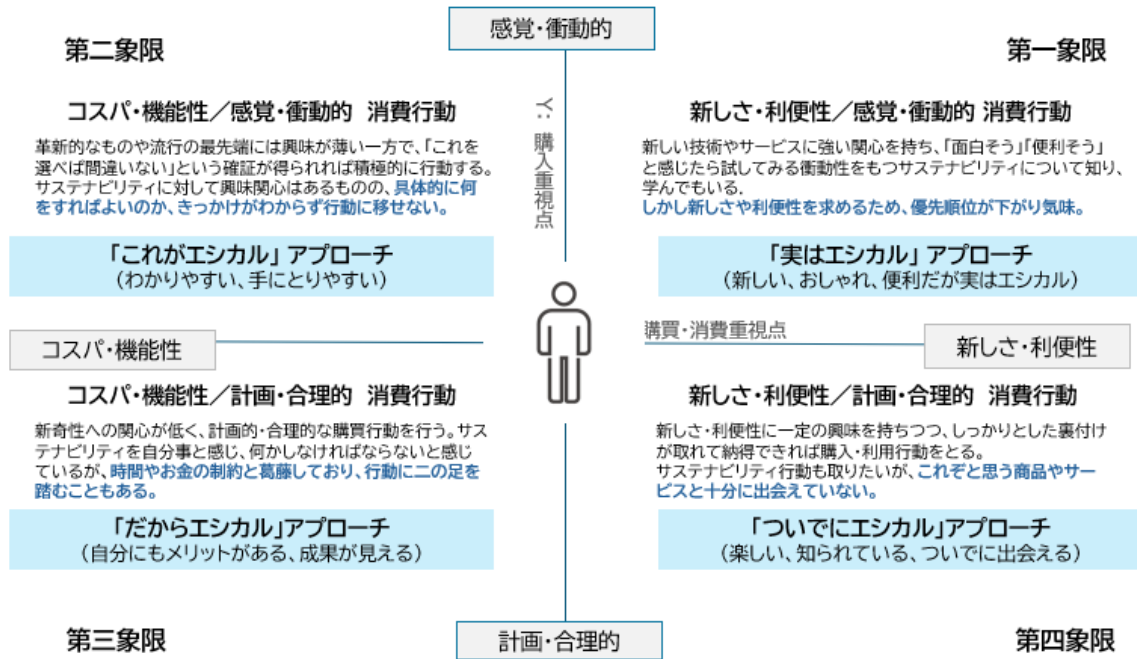 感覚・衝動的
第二象限
第一象限
コスパ・機能性／感覚・衝動的 消費行動
革新的なものや流行の最先端には興味が薄い一方で、「これを
選べば間違いない」という確証が得られれば積極的に行動する。
サステナビリティに対して興味関心はあるものの、具体的に何
をすればよいのか、きっかけがわからず行動に移せない。
「これがエシカル」 アプローチ
（わかりやすい、手にとりやすい）
Y: 購入重視点
新しさ・利便性／感覚・衝動的 消費行動
新しい技術やサービスに強い関心を持ち、「面白そう」「便利そう」
と感じたら試してみる衝動性をもつサステナビリティについて知り、
学んでもいる.
しかし新しさや利便性を求めるため、優先順位が下がり気味。
「実はエシカル」 アプローチ
（新しい、おしゃれ、便利だが実はエシカル）
コスパ・機能性
購買・消費重視点
新しさ・利便性
コスパ・機能性／計画・合理的 消費行動
新奇性への関心が低く、計画的・合理的な購買行動を行う。サス
テナビリティを自分事と感じ、何かしなければならないと感じ
ているが、時間やお金の制約と葛藤しており、行動に二の足を
踏むこともある。
「だからエシカル」アプローチ
（自分にもメリットがある、成果が見える）
新しさ・利便性／計画・合理的 消費行動
新しさ・利便性に一定の興味を持ちつつ、しっかりとした裏付け
が取れて納得できれば購入・利用行動をとる。
サステナビリティ行動も取りたいが、これぞと思う商品やサー
ビスと十分に出会えていない。
「ついでにエシカル」アプローチ
（楽しい、知られている、ついでに出会える）
第三象限
計画・合理的
第四象限